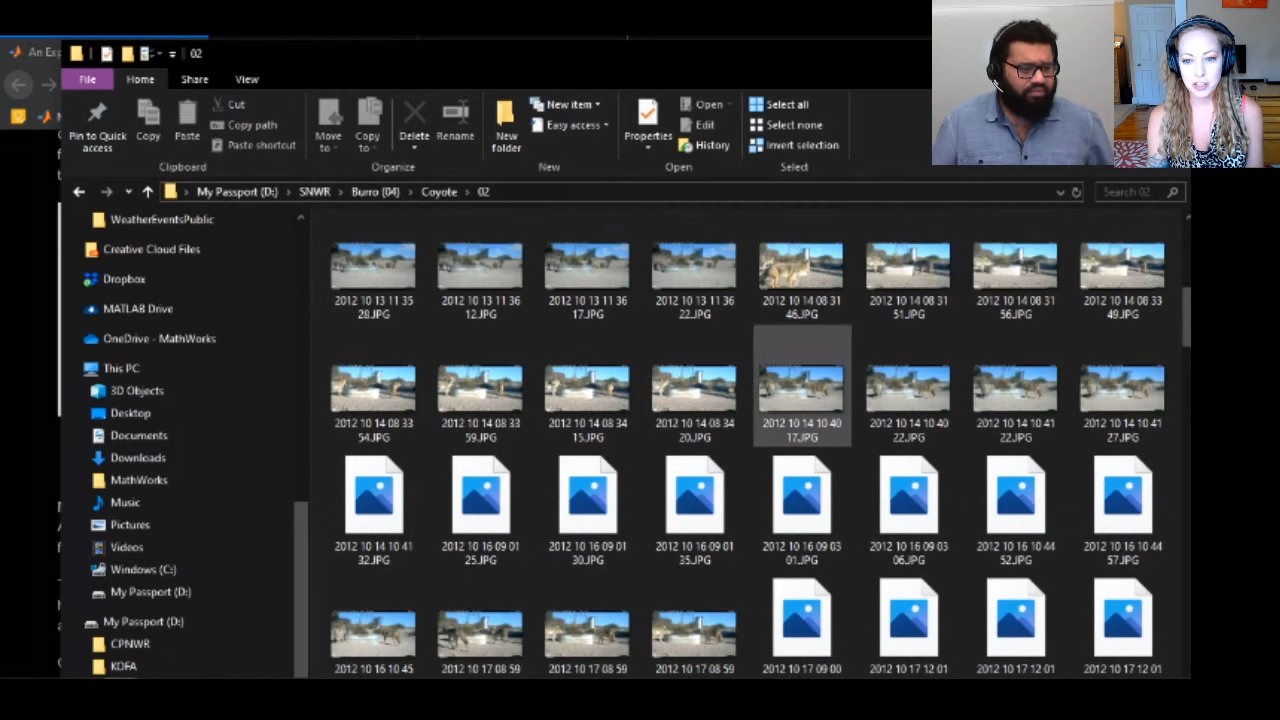 An Exp
02
File
Home
Share
View
Pin to Quick access
Copy
Paste
Cut
Copy path
Paste shortcut
Clipboard
Move to
Copy to
Delete
Rename
Organize
New folder
New item
Easy access
New
Properties
Open
Edit
History
Open
Select all
Select none
Invert selection
Select
My Passport (D:) > SNWR > Burro (04) > Coyote > 02
Search 02
WeatherEventsPublic
Creative Cloud Files
Dropbox
MATLAB Drive
OneDrive - MathWorks
This PC
3D Objects
Desktop
Documents
Downloads
MathWorks
Music
Pictures
Videos
Windows (C:)
My Passport (D:)
My Passport (D:)
CPNWR
KOFA
2012 10 13 11 35 28.JPG
2012 10 13 11 36 12.JPG
2012 10 13 11 36 17.JPG
2012 10 13 11 36 22.JPG
2012 10 14 08 31 46.JPG
2012 10 14 08 31 51.JPG
2012 10 14 08 31 56.JPG
2012 10 14 08 33 49.JPG
2012 10 14 08 33 54.JPG
2012 10 14 08 33 59.JPG
2012 10 14 08 34 15.JPG
2012 10 14 08 34 20.JPG
2012 10 14 10 40 17.JPG
2012 10 14 10 40 22.JPG
2012 10 14 10 41 22.JPG
2012 10 14 10 41 27.JPG
2012 10 14 10 41 32.JPG
2012 10 16 09 01 25.JPG
2012 10 16 09 01 30.JPG
2012 10 16 09 01 35.JPG
2012 10 16 09 03 01.JPG
2012 10 16 09 03 06.JPG
2012 10 16 10 44 52.JPG
2012 10 16 10 44 57.JPG
2012 10 16 10 45
2012 10 17 08 59
2012 10 17 08 59
2012 10 17 08 59
2012 10 17 09 00
2012 10 17 12 01
2012 10 17 12 01
2012 10 17 12 01